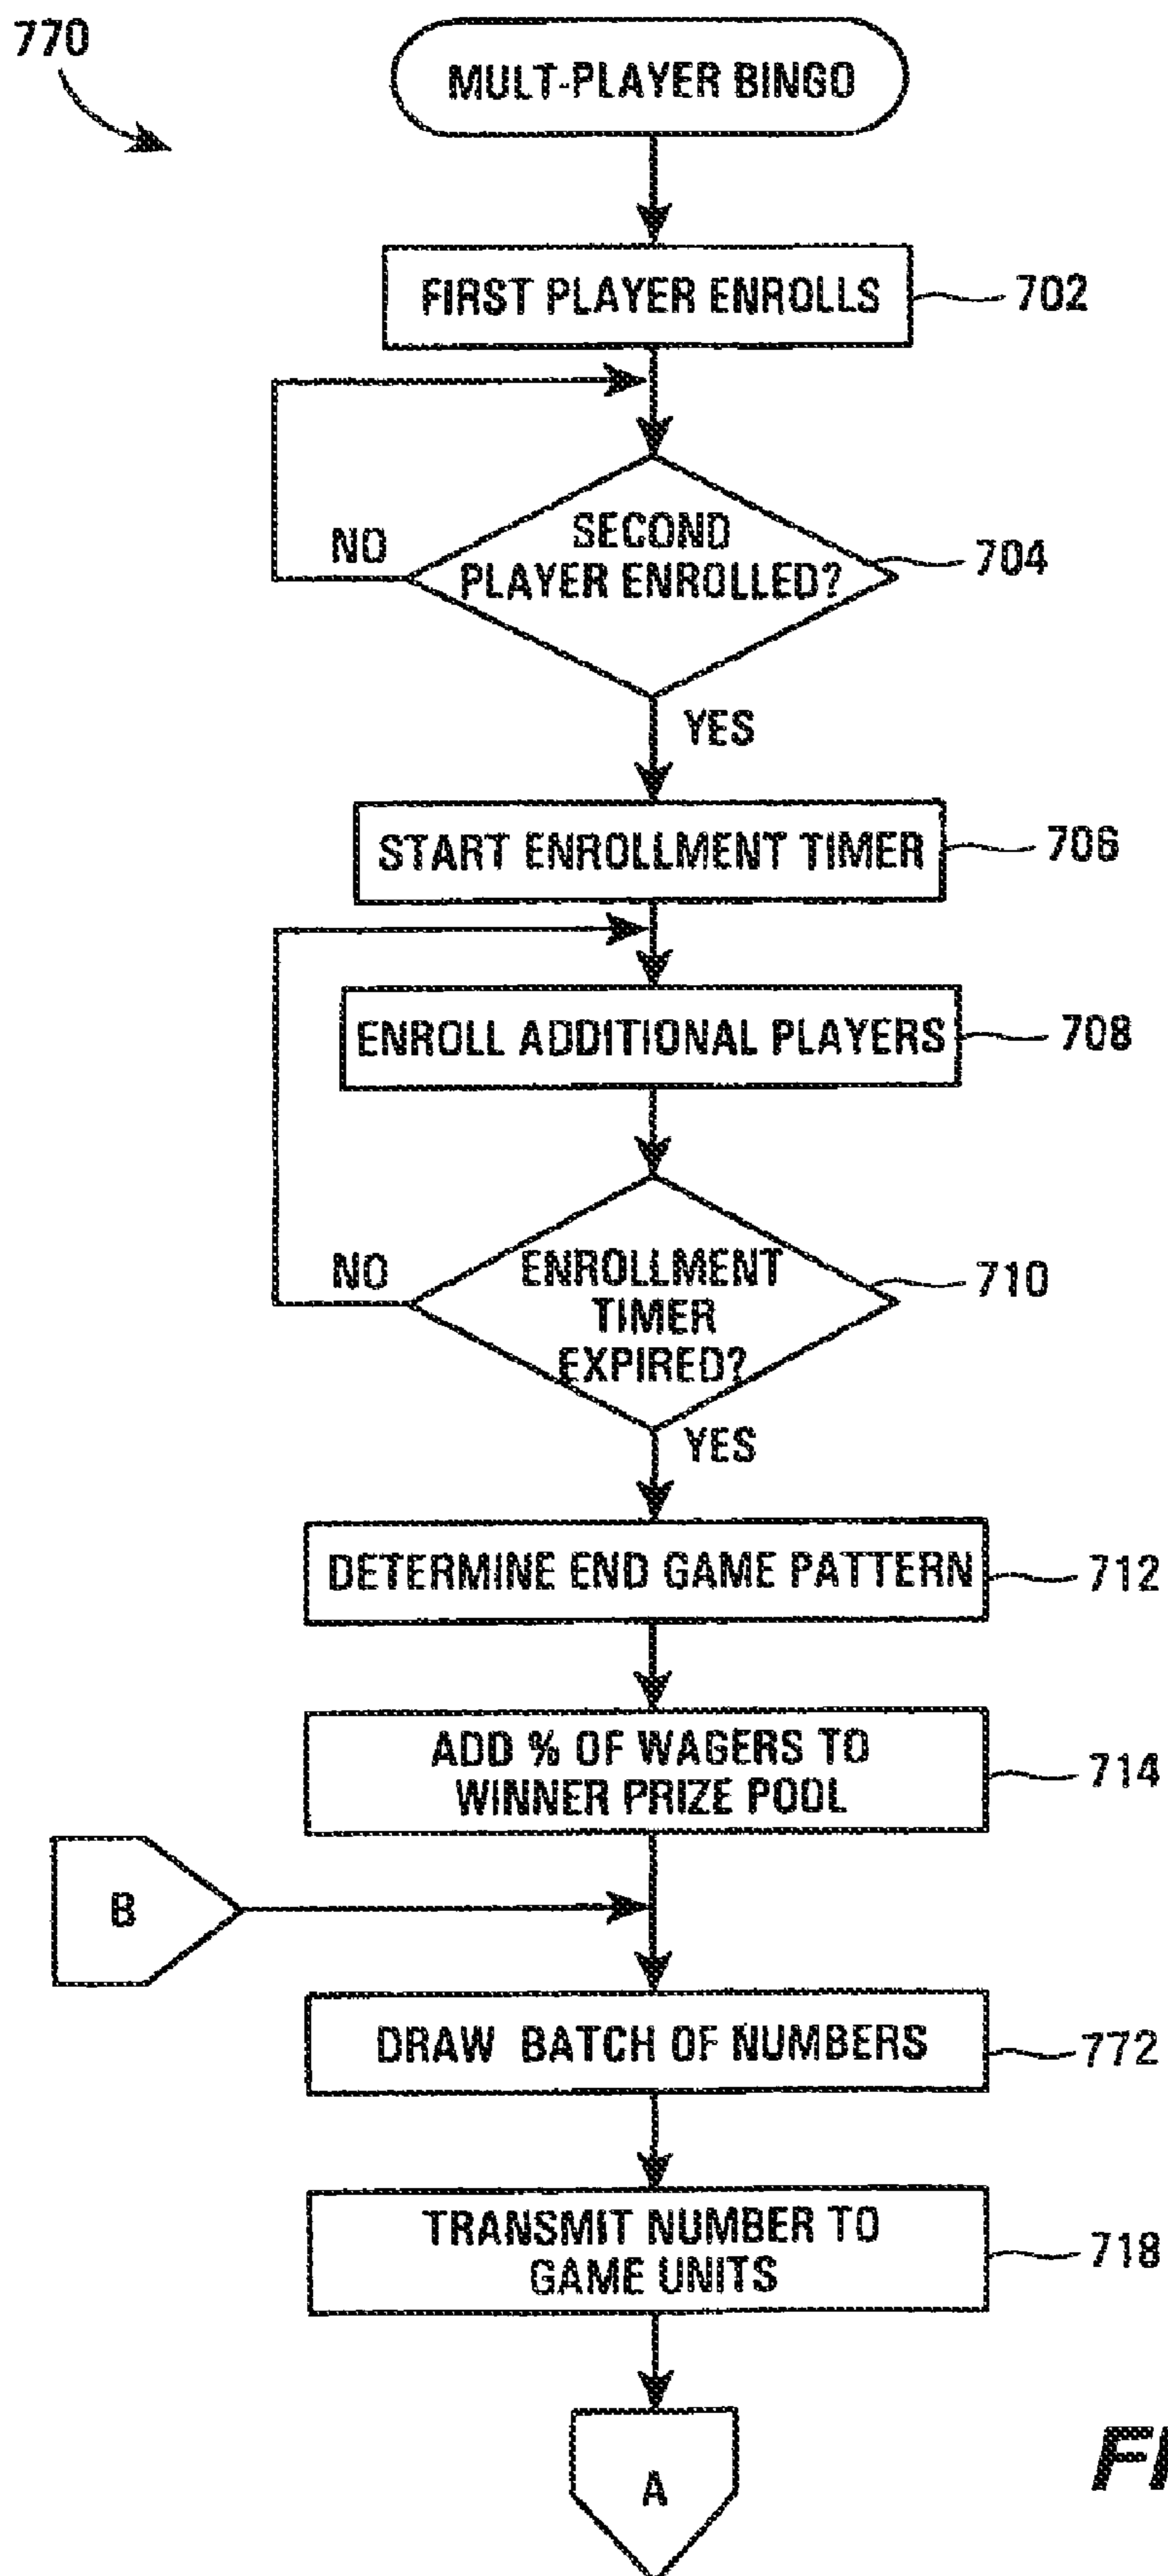 770
MULT-PLAYER BINGO
FIRST PLAYER ENROLLS
702
SECOND
PLAYER ENROLLED?
704
NO
YES
START ENROLLMENT TIMER
706
ENROLL ADDITIONAL PLAYERS
708
ENROLLMENT
TIMER
EXPIRED?
710
NO
YES
DETERMINE END GAME PATTERN
712
ADD % OF WAGERS TO
WINNER PRIZE POOL
714
B
DRAW BATCH OF NUMBERS
772
TRANSMIT NUMBER TO
GAME UNITS
718
A